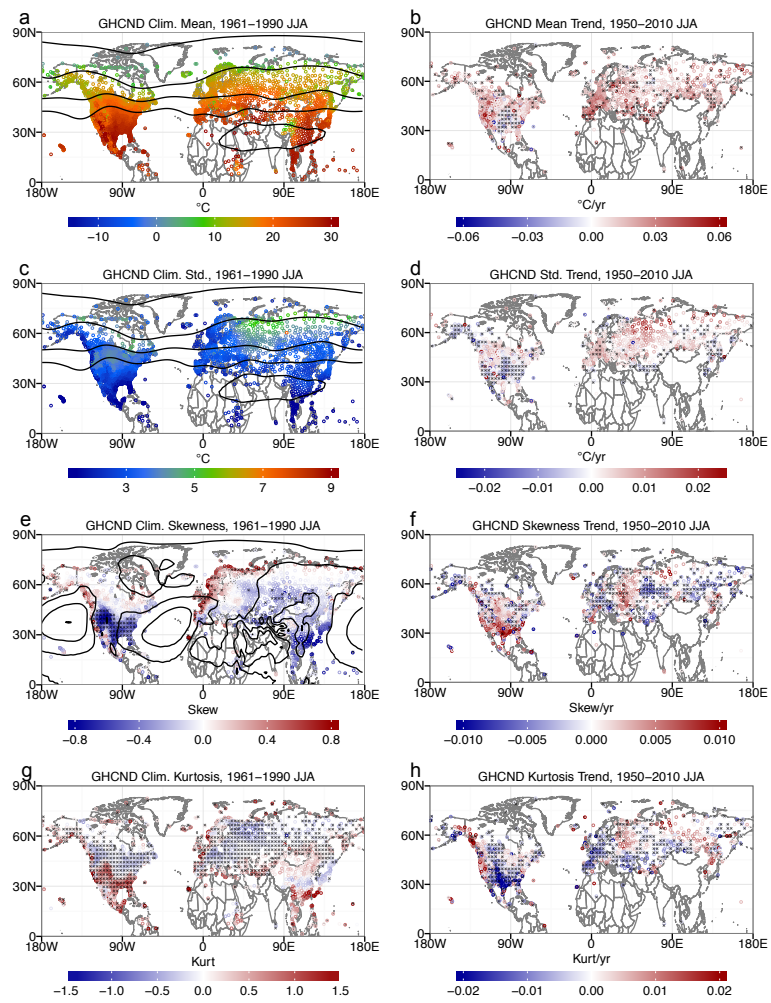 a
GHCND Clim. Mean, 1961−1990 JJA
90N
60N
30N
0
180W 90W 0 90E 180E
°C
−10 0 10 20 30
b
GHCND Mean Trend, 1950−2010 JJA
90N
60N
30N
0
180W 90W 0 90E 180E
°C/yr
−0.06 −0.03 0.00 0.03 0.06
c
GHCND Clim. Std., 1961−1990 JJA
90N
60N
30N
0
180W 90W 0 90E 180E
°C
3 5 7 9
d
GHCND Std. Trend, 1950−2010 JJA
90N
60N
30N
0
180W 90W 0 90E 180E
°C/yr
−0.02 −0.01 0.00 0.01 0.02
e
GHCND Clim. Skewness, 1961−1990 JJA
90N
60N
30N
0
180W 90W 0 90E 180E
Skew
−0.8 −0.4 0.0 0.4 0.8
f
GHCND Skewness Trend, 1950−2010 JJA
90N
60N
30N
0
180W 90W 0 90E 180E
Skew/yr
−0.010 −0.005 0.000 0.005 0.010
g
GHCND Clim. Kurtosis, 1961−1990 JJA
90N
60N
30N
0
180W 90W 0 90E 180E
Kurt
−1.5 −1.0 −0.5 0.0 0.5 1.0 1.5
h
GHCND Kurtosis Trend, 1950−2010 JJA
90N
60N
30N
0
180W 90W 0 90E 180E
Kurt/yr
−0.02 −0.01 0.00 0.01 0.02